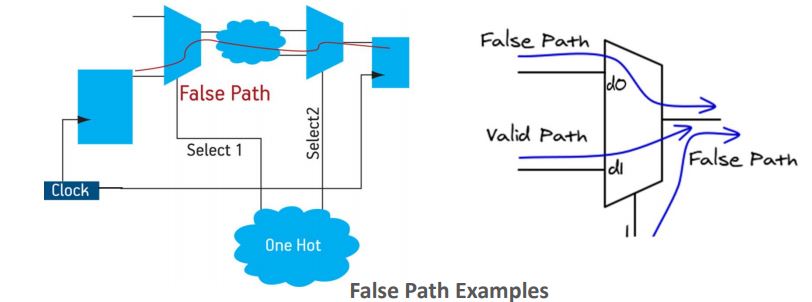 False Path
Select 1
Select2
Clock
One Hot
False Path
d0
Valid Path
d1
False Path
1
False Path Examples